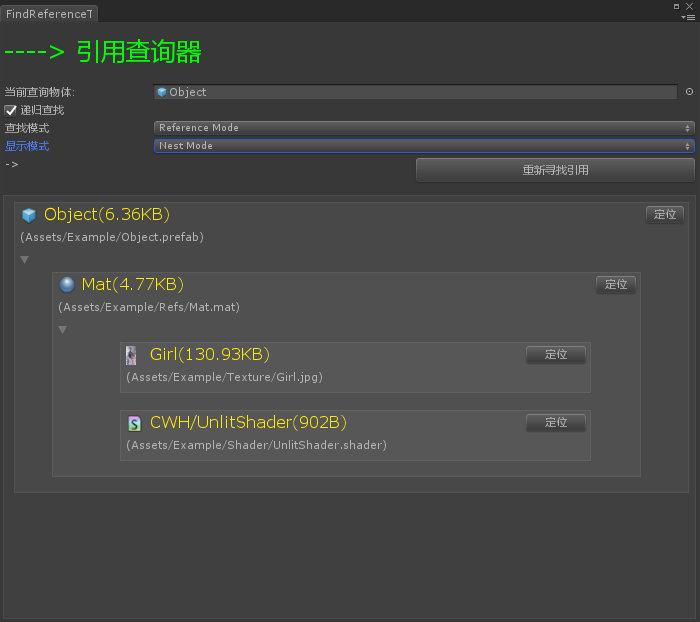 FindReferenceT
----> 引用查询器
当前查询物体:
Object
递归查找
查找模式
Reference Mode
显示模式
Nest Mode
->
重新寻找引用
Object(6.36KB)
定位
(Assets/Example/Object.prefab)
Mat(4.77KB)
定位
(Assets/Example/Refs/Mat.mat)
Girl(130.93KB)
定位
(Assets/Example/Texture/Girl.jpg)
CWH/UnlitShader(902B)
定位
(Assets/Example/Shader/UnlitShader.shader)